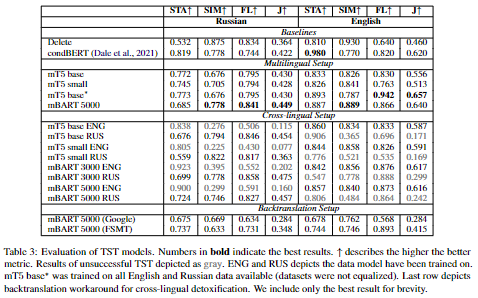 STA↑ SIM↑ FL↑ J↑ STA↑ SIM↑ FL↑ J↑
Russian English
Baselines
Delete 0.532 0.875 0.834 0.364 0.810 0.930 0.640 0.460
condBERT (Dale et al., 2021) 0.819 0.778 0.744 0.422 0.980 0.770 0.820 0.620
Multilingual Setup
mT5 base 0.772 0.676 0.795 0.430 0.833 0.826 0.830 0.556
mT5 small 0.745 0.705 0.794 0.428 0.826 0.841 0.763 0.513
mT5 base* 0.773 0.676 0.795 0.430 0.893 0.787 0.942 0.657
mBART 5000 0.685 0.778 0.841 0.449 0.887 0.889 0.866 0.640
Cross-lingual Setup
mT5 base ENG 0.838 0.276 0.506 0.115 0.860 0.834 0.833 0.587
mT5 base RUS 0.676 0.794 0.846 0.454 0.906 0.365 0.696 0.171
mT5 small ENG 0.805 0.225 0.430 0.077 0.844 0.858 0.826 0.591
mT5 small RUS 0.559 0.822 0.817 0.363 0.776 0.521 0.535 0.169
mBART 3000 ENG 0.923 0.395 0.552 0.202 0.842 0.856 0.876 0.617
mBART 3000 RUS 0.699 0.778 0.858 0.475 0.547 0.778 0.888 0.299
mBART 5000 ENG 0.900 0.299 0.591 0.160 0.857 0.840 0.873 0.616
mBART 5000 RUS 0.724 0.746 0.827 0.457 0.806 0.484 0.864 0.242
Backtranslation Setup
mBART 5000 (Google) 0.675 0.669 0.634 0.284 0.678 0.762 0.568 0.284
mBART 5000 (FSMT) 0.737 0.633 0.731 0.348 0.744 0.746 0.893 0.415
Table 3: Evaluation of TST models. Numbers in bold indicate the best results. ↑ describes the higher the better
metric. Results of unsuccessful TST depicted as gray. ENG and RUS depicts the data model have been trained on.
mT5 base* was trained on all English and Russian data available (datasets were not equalized). Last row depicts
backtranslation workaround for cross-lingual detoxification. We include only the best result for brevity.